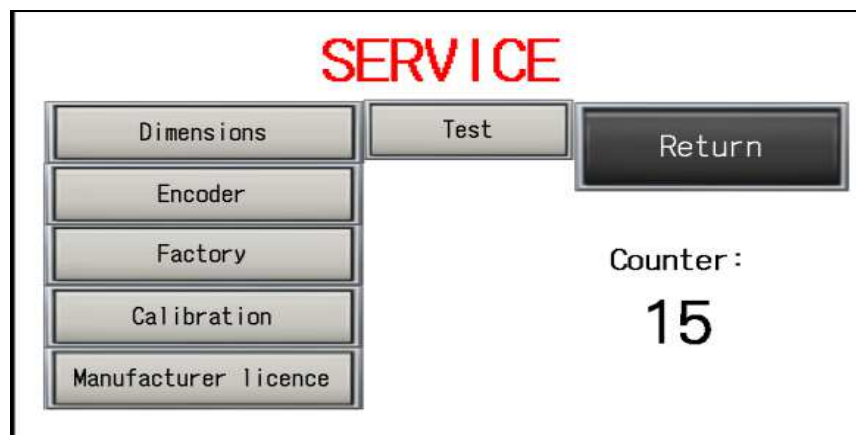 SERVICE
Dimensions
Test
Return
Encoder
Factory
Counter:
Calibration
15
Manufacturer licence